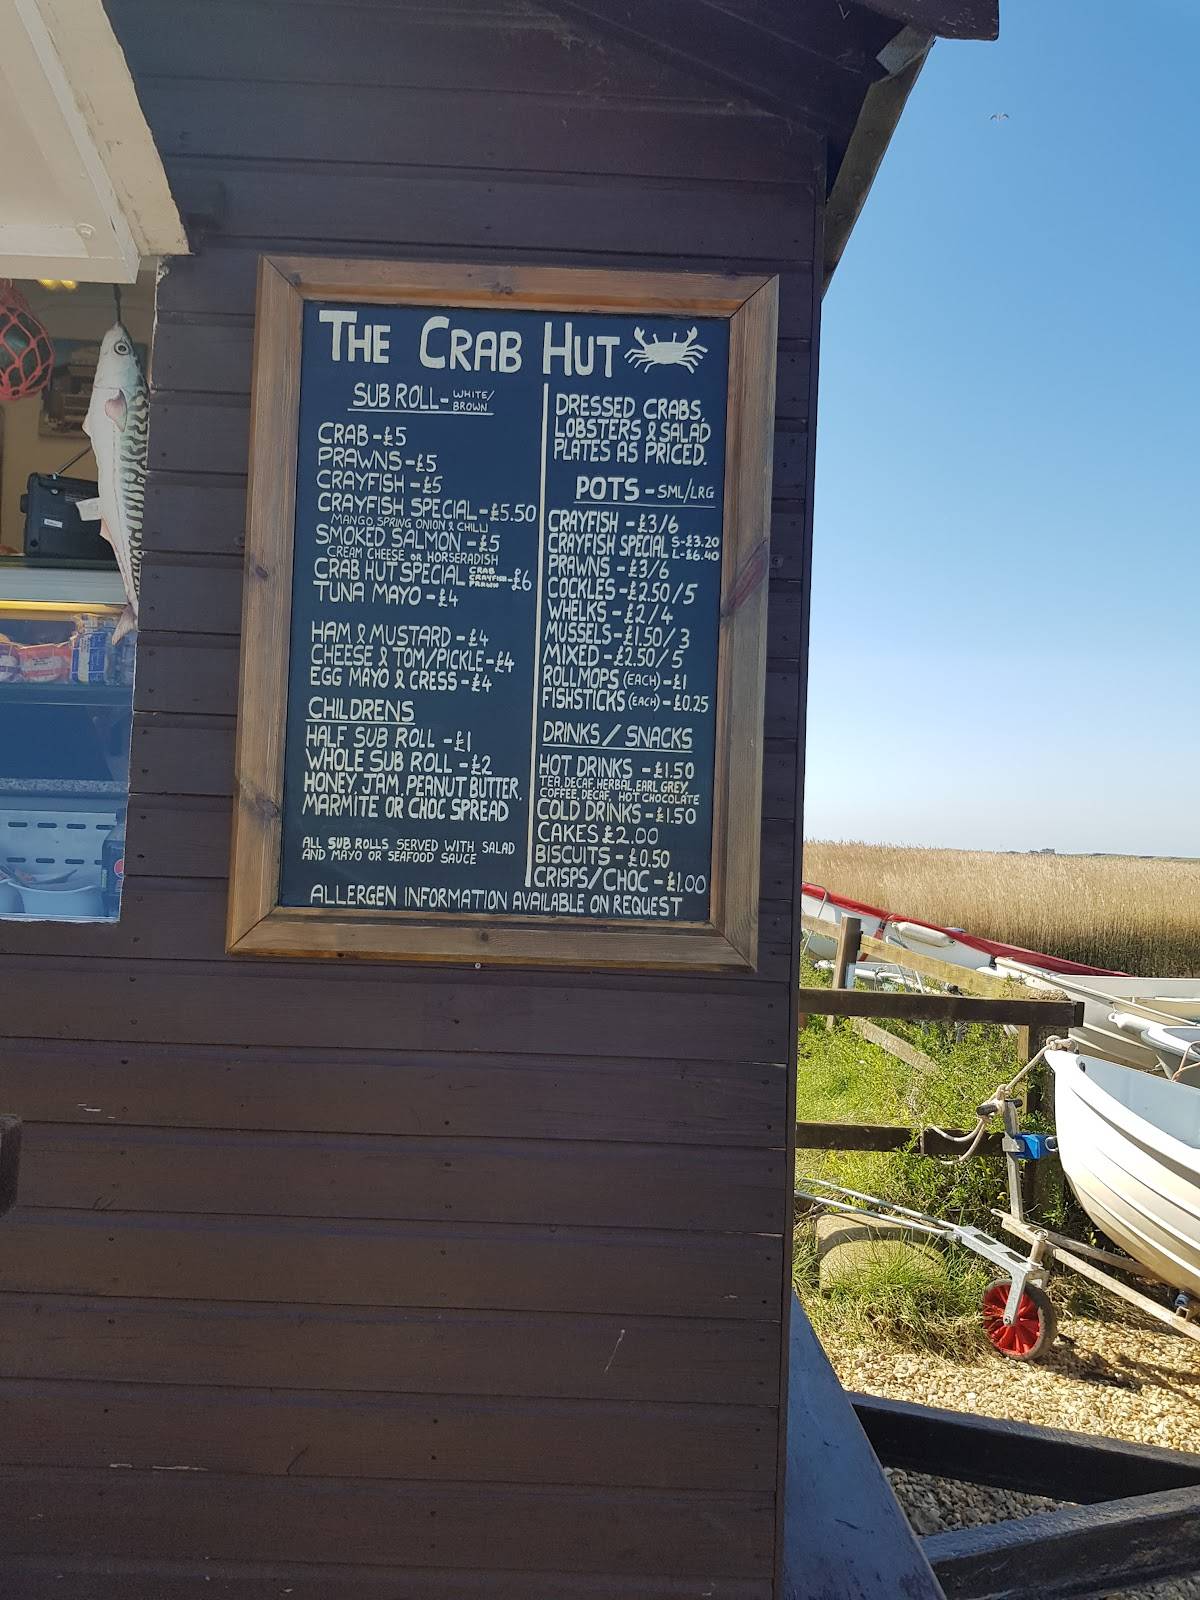 THE CRAB HUT
SUB ROLL - WHITE/
BROWN
CRAB - £5
PRAWNS - £5
CRAYFISH - £5
CRAYFISH SPECIAL - £5.50
MANGO, SPRING ONION & CHILLI
SMOKED SALMON - £5
CREAM CHEESE OR HORSERADISH
CRAB HUT SPECIAL CRAB CRAYFISH PRAWN - £6
TUNA MAYO - £4
HAM & MUSTARD - £4
CHEESE & TOM/PICKLE - £4
EGG MAYO & CRESS - £4
CHILDRENS
HALF SUB ROLL - £1
WHOLE SUB ROLL - £2
HONEY, JAM, PEANUT BUTTER,
MARMITE OR CHOC SPREAD
ALL SUB ROLLS SERVED WITH SALAD
AND MAYO OR SEAFOOD SAUCE
DRESSED CRABS,
LOBSTERS & SALAD
PLATES AS PRICED.
POTS - SML/LRG
CRAYFISH - £3/6
CRAYFISH SPECIAL S-£3.20
L-£6.40
PRAWNS - £3/6
COCKLES - £2.50/5
WHELKS - £2/4
MUSSELS - £1.50/3
MIXED - £2.50/5
ROLLMOPS (EACH) - £1
FISHSTICKS (EACH) - £0.25
DRINKS/SNACKS
HOT DRINKS - £1.50
TEA, DECAF, HERBAL, EARL GREY,
COFFEE, DECAF, HOT CHOCOLATE
COLD DRINKS - £1.50
CAKES £2.00
BISCUITS - £0.50
CRISPS/CHOC - £1.00
ALLERGEN INFORMATION AVAILABLE ON REQUEST